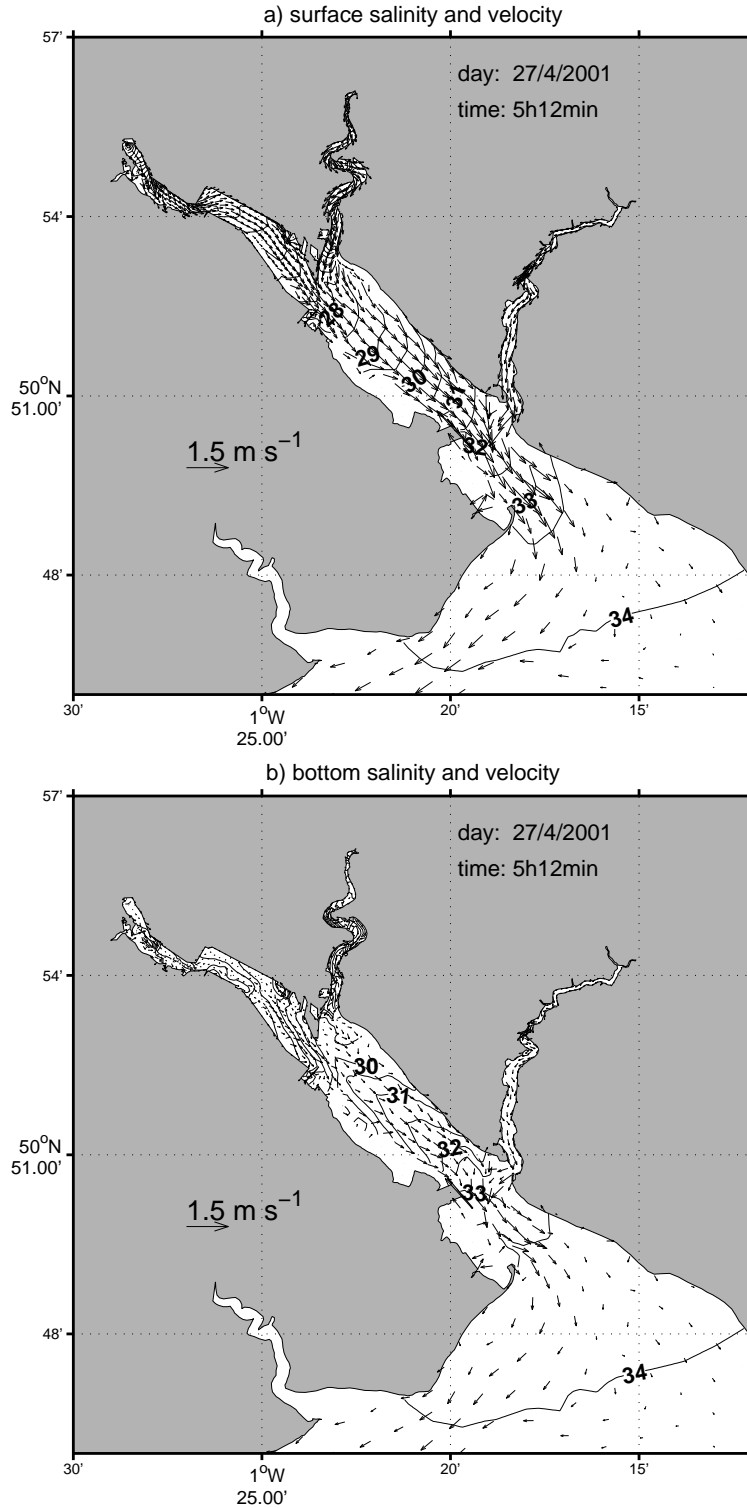 a) surface salinity and velocity
57'
day: 27/4/2001
time: 5h12min
54'
28
29
30
31
50°N
51.00'
32
1.5 m s⁻¹
33
48'
34
30'
1°W
25.00'
20'
15'
b) bottom salinity and velocity
57'
day: 27/4/2001
time: 5h12min
54'
30
31
50°N
51.00'
32
33
1.5 m s⁻¹
48'
34
30'
1°W
25.00'
20'
15'